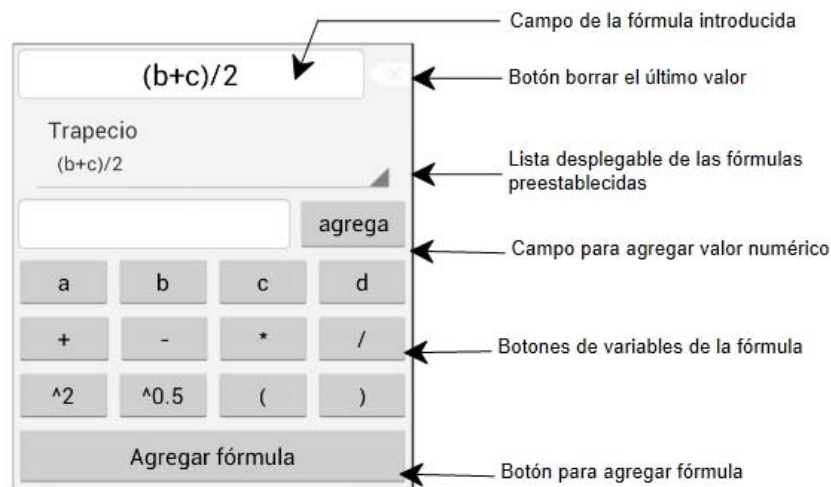 Campo de la fórmula introducida
(b+c)/2
Botón borrar el último valor
Trapecio
(b+c)/2
Lista desplegable de las fórmulas
preestablecidas
agrega
Campo para agregar valor numérico
a b c d
+ - * /
Botones de variables de la fórmula
^2 ^0.5 ( )
Agregar fórmula
Botón para agregar fórmula